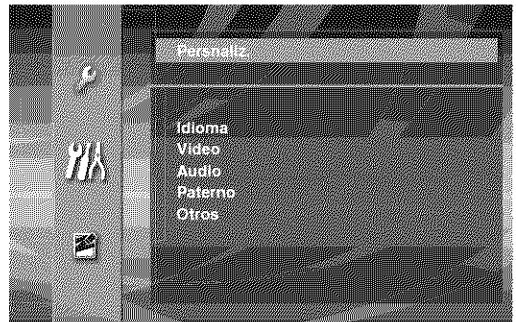 Persnaliz.
Idioma
Video
Audio
Paterno
Otros